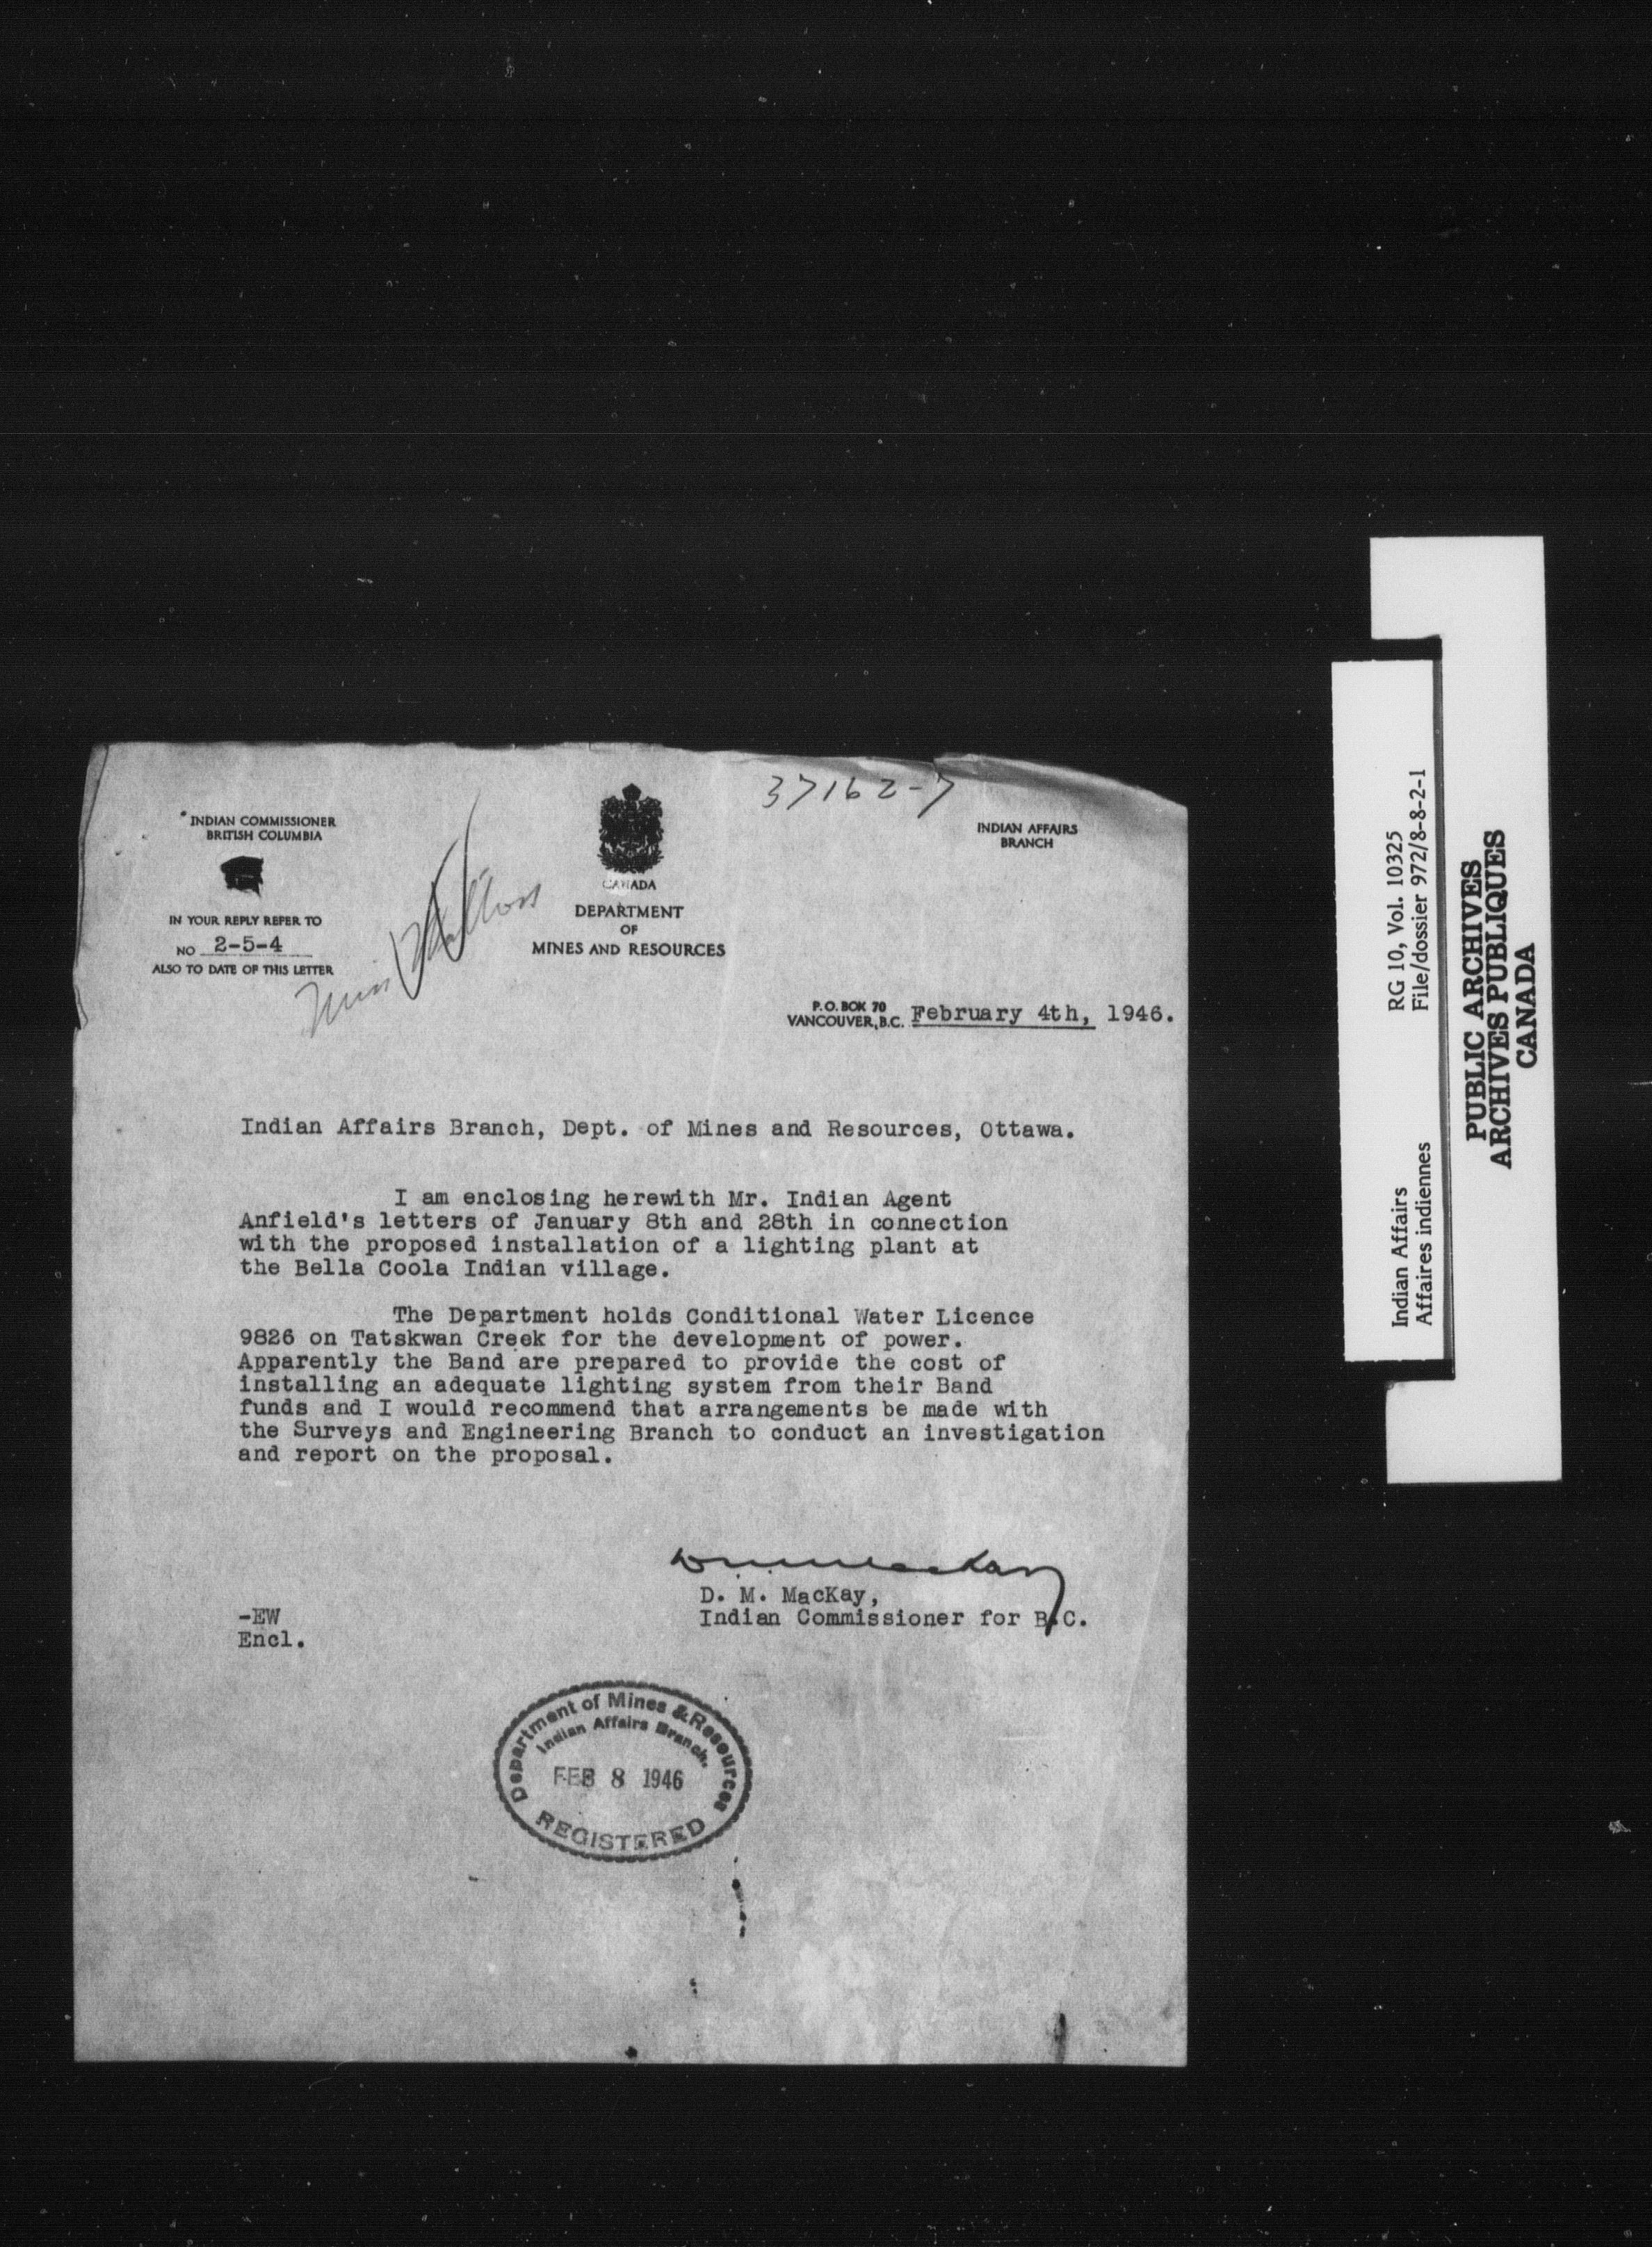 37162-7
INDIAN COMMISSIONER
BRITISH COLUMBIA
IN YOUR REPLY REFER TO
NO 2-5-4
ALSO TO DATE OF THIS LETTER
Miss
CANADA
DEPARTMENT
OF
MINES AND RESOURCES
INDIAN AFFAIRS
BRANCH
P.O. BOX 70
VANCOUVER, B.C. February 4th, 1946.
Indian Affairs Branch, Dept. of Mines and Resources, Ottawa.
I am enclosing herewith Mr. Indian Agent
Anfield's letters of January 8th and 28th in connection
with the proposed installation of a lighting plant at
the Bella Coola Indian village.
The Department holds Conditional Water Licence
9826 on Tatskwan Creek for the development of power.
Apparently the Band are prepared to provide the cost of
installing an adequate lighting system from their Band
funds and I would recommend that arrangements be made with
the Surveys and Engineering Branch to conduct an investigation
and report on the proposal.
D. M. MacKay
D. M. MacKay,
Indian Commissioner for B.C.
-EW
Encl.
Department of Mines & Resources
Indian Affairs Branch.
FEB 8 1946
REGISTERED
Indian Affairs RG 10, Vol. 10325
Affaires indiennes File/dossier 972/8-8-2-1
PUBLIC ARCHIVES
ARCHIVES PUBLIQUES
CANADA